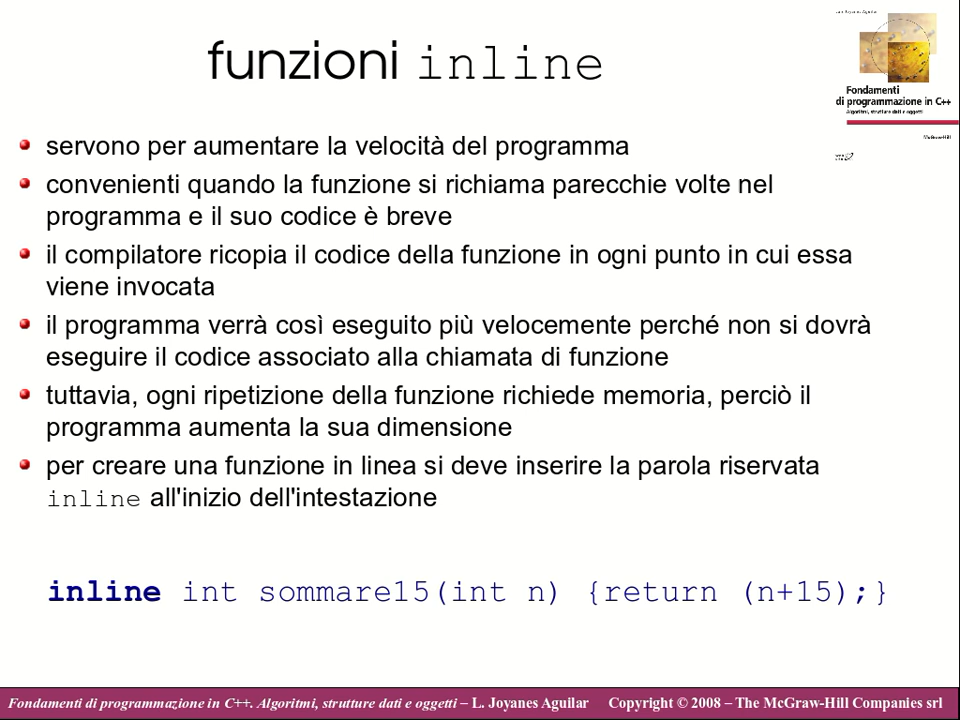 funzioni inline
Fondamenti
di programmazione in C++
Algoritmi, strutture dati e oggetti
McGraw-Hill
servono per aumentare la velocità del programma
convenienti quando la funzione si richiama parecchie volte nel
programma e il suo codice è breve
il compilatore ricopia il codice della funzione in ogni punto in cui essa
viene invocata
il programma verrà così eseguito più velocemente perché non si dovrà
eseguire il codice associato alla chiamata di funzione
tuttavia, ogni ripetizione della funzione richiede memoria, perciò il
programma aumenta la sua dimensione
per creare una funzione in linea si deve inserire la parola riservata
inline all'inizio dell'intestazione
inline int sommare15(int n) {return (n+15);}
Fondamenti di programmazione in C++. Algoritmi, strutture dati e oggetti – L. Joyanes Aguilar Copyright © 2008 – The McGraw-Hill Companies srl